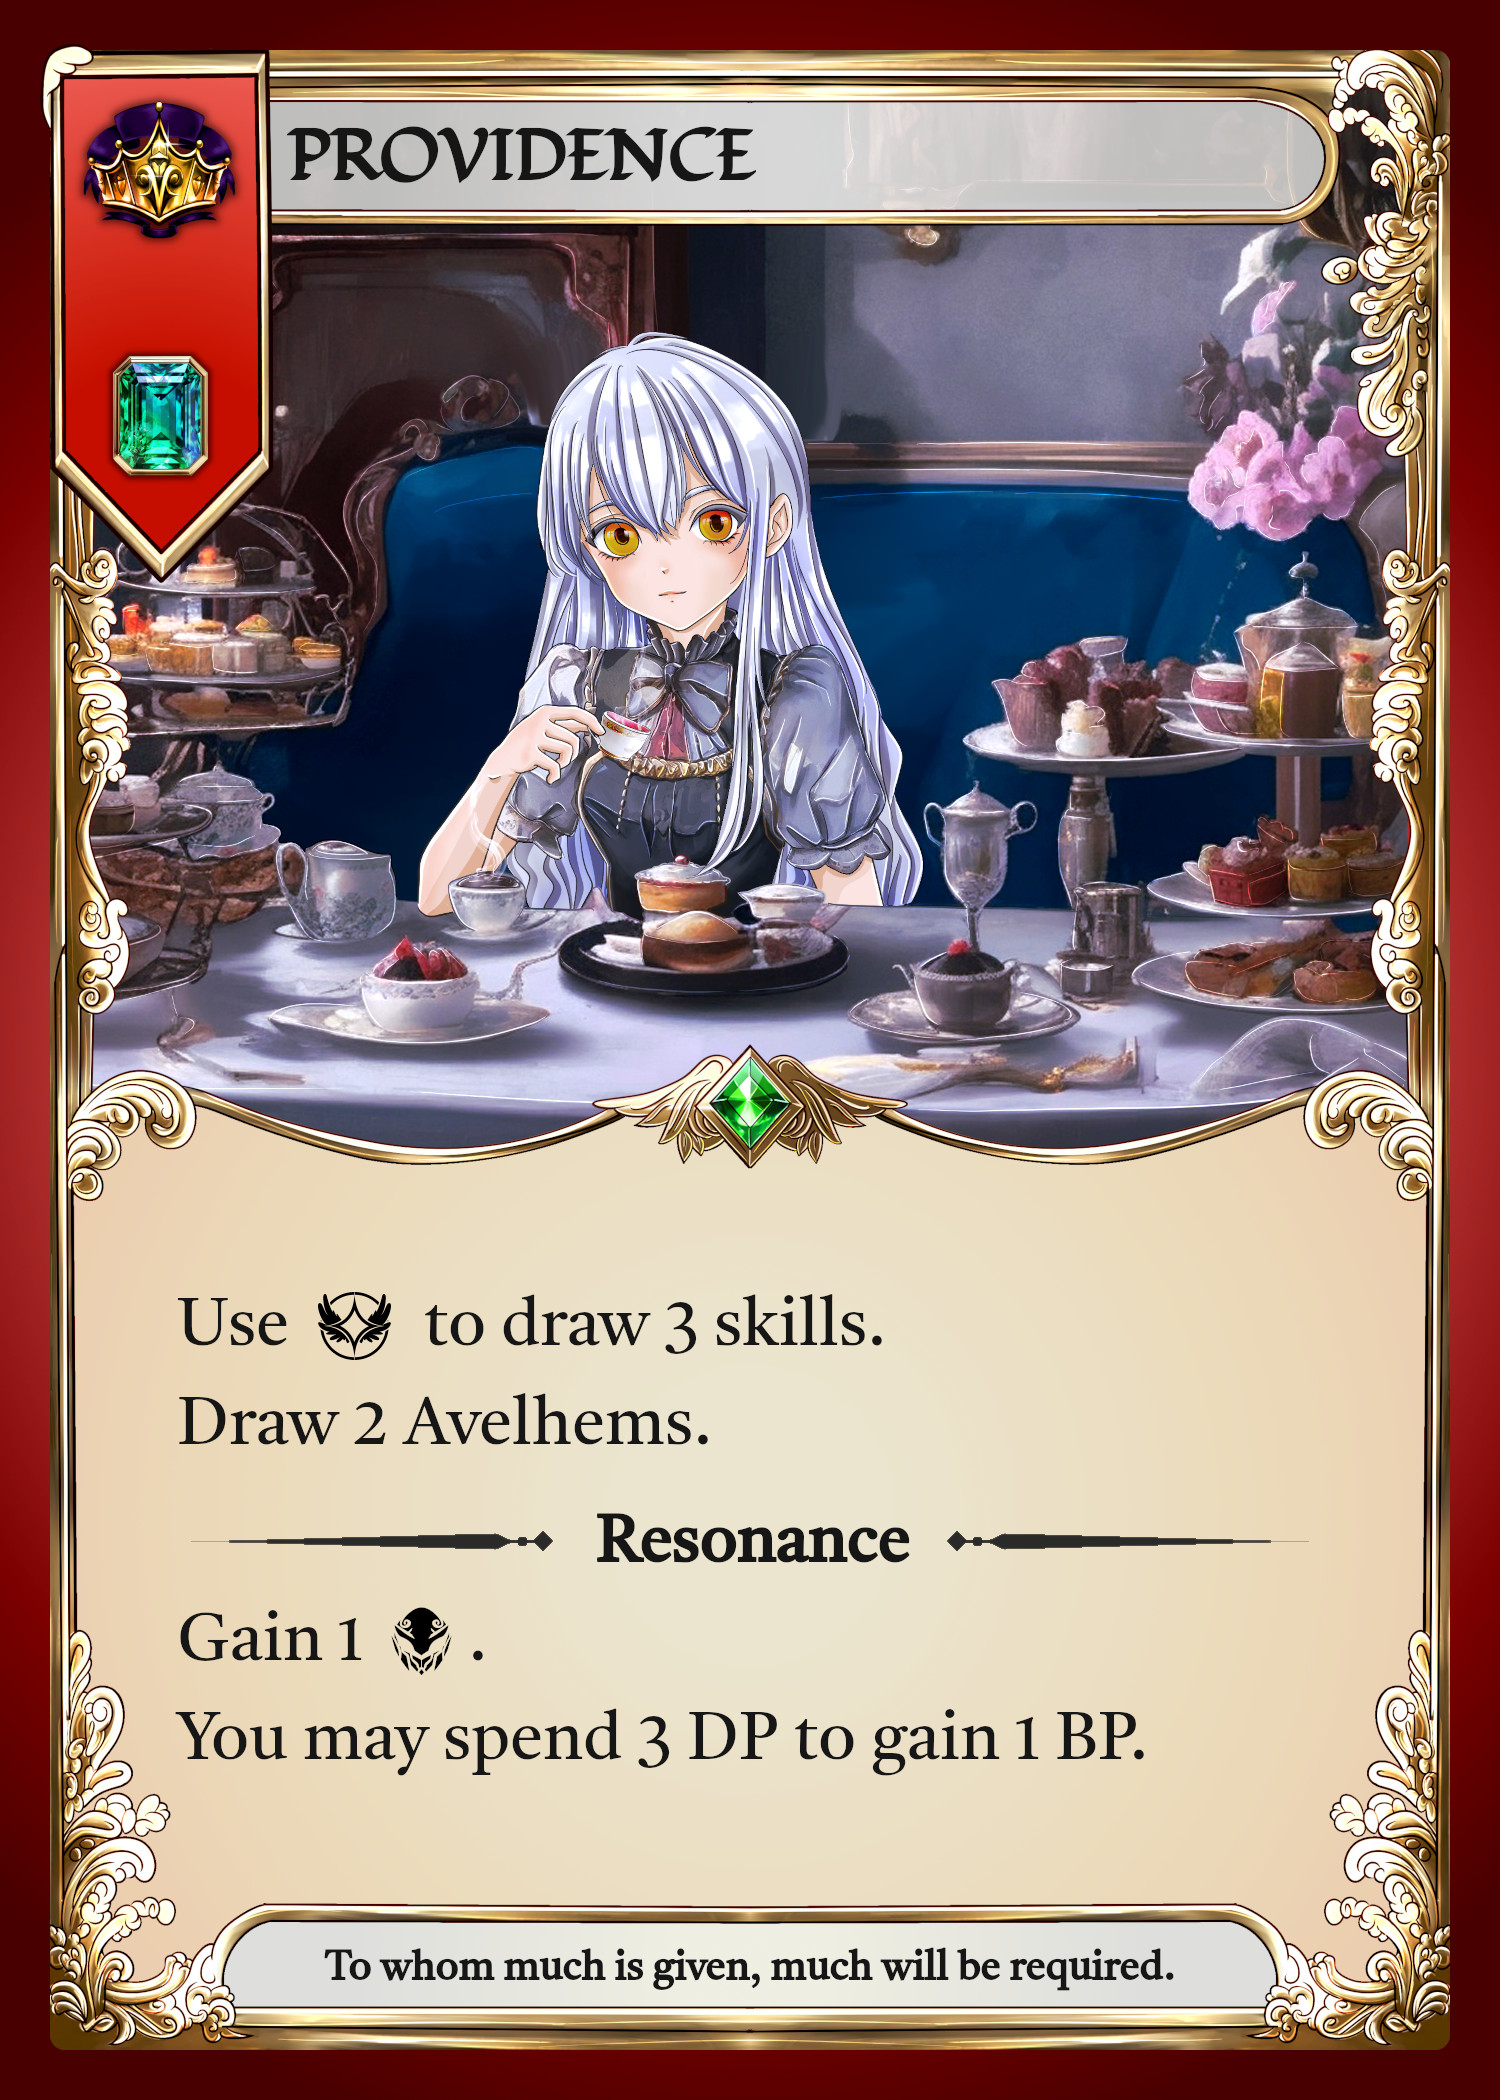 PROVIDENCE
Use to draw 3 skills.
Draw 2 Avelhems.
Resonance
Gain 1 .
You may spend 3 DP to gain 1 BP.
To whom much is given, much will be required.